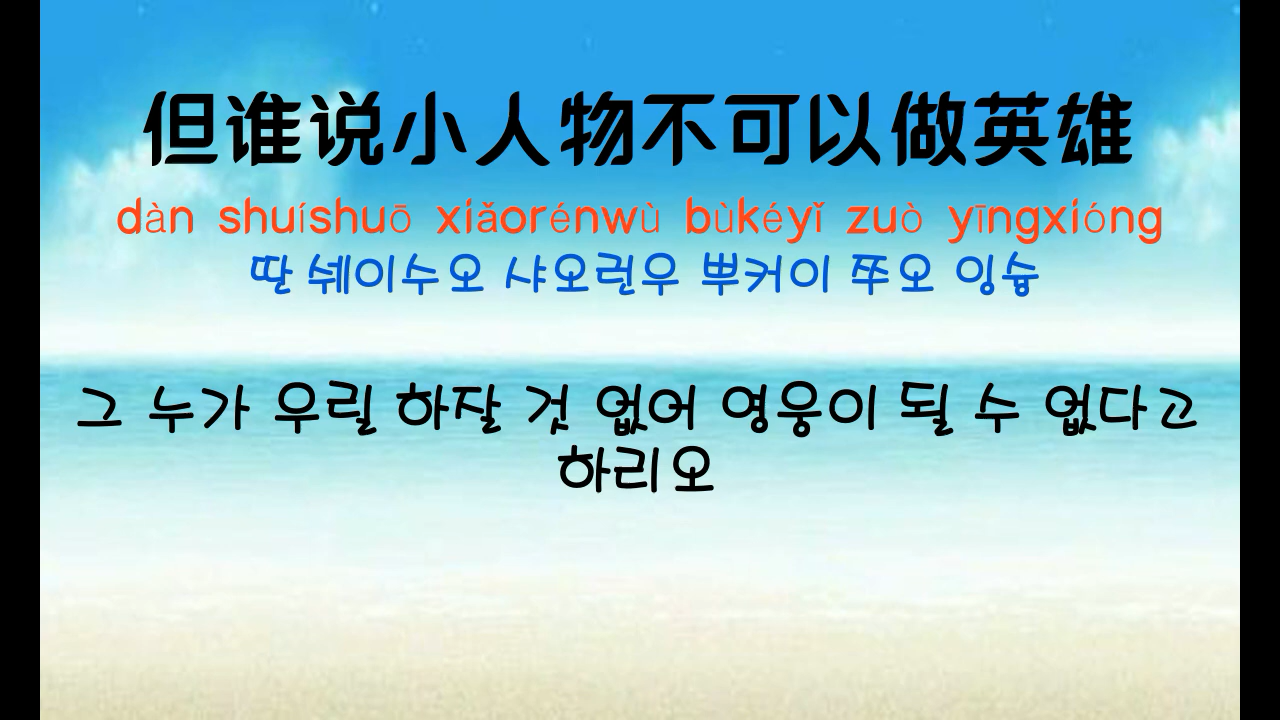 但谁说小人物不可以做英雄
dàn shuíshuō xiǎorénwù bùkéyǐ zuò yīngxióng
딴 쉐이수오 샤오런우 뿌커이 쭈오 잉슝
그 누가 우릴 하잘 것 없어 영웅이 될 수 없다고
하리오